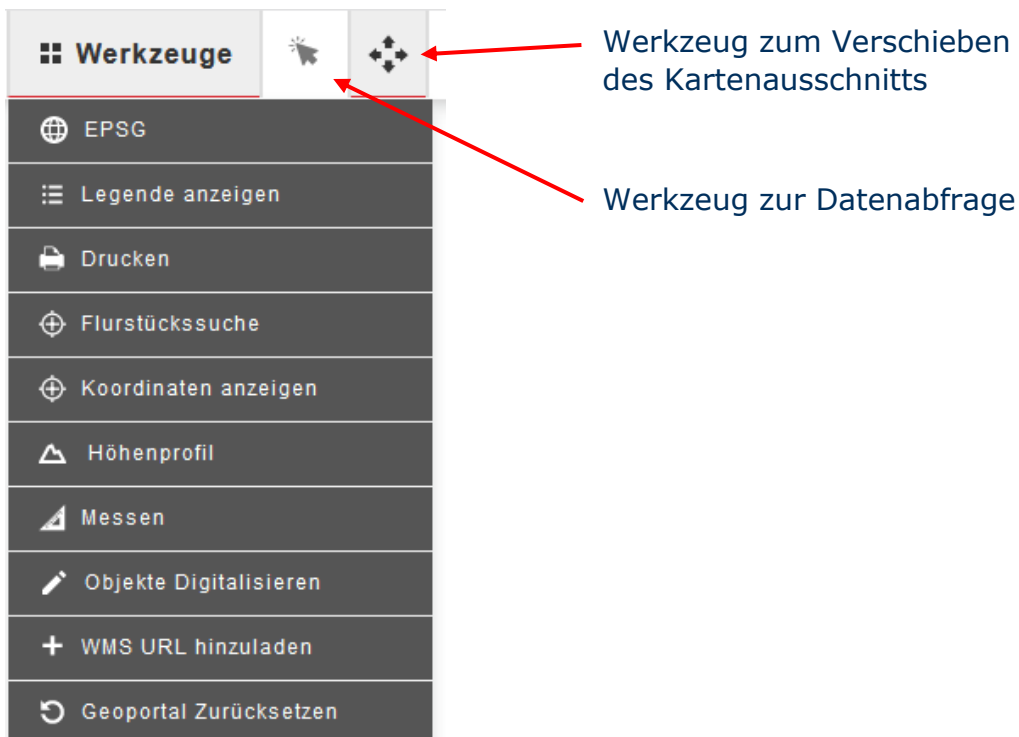 Werkzeuge
Werkzeug zum Verschieben
des Kartenausschnitts
EPSG
Legende anzeigen
Werkzeug zur Datenabfrage
Drucken
Flurstückssuche
Koordinaten anzeigen
Höhenprofil
Messen
Objekte Digitalisieren
WMS URL hinzuladen
Geoportal Zurücksetzen